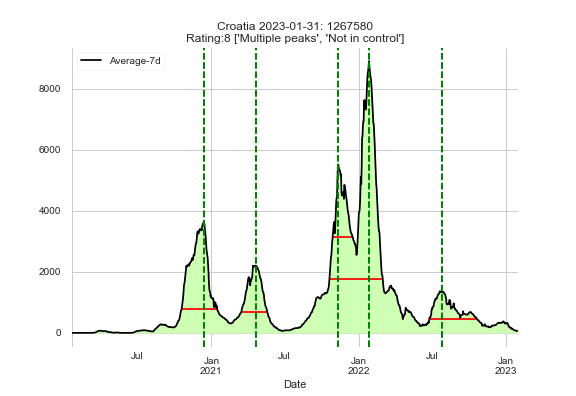 Croatia 2023-01-31: 1267580
Rating:8 ['Multiple peaks', 'Not in control']
Average-7d
8000
6000
4000
2000
0
Jul
Jan
2021
Jul
Jan
2022
Jul
Jan
2023
Date